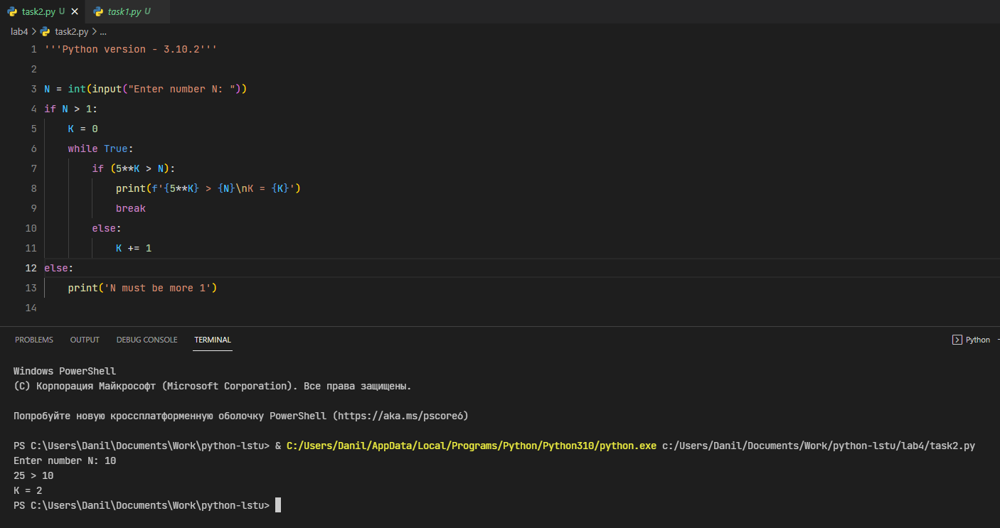 task2.py U × task1.py U
lab4 > task2.py > ...
1 '''Python version - 3.10.2'''
2
3 N = int(input("Enter number N: "))
4 if N > 1:
5     K = 0
6     while True:
7         if (5**K > N):
8             print(f'{5**K} > {N}\nK = {K}')
9             break
10         else:
11             K += 1
12 else:
13     print('N must be more 1')
14
PROBLEMS OUTPUT DEBUG CONSOLE TERMINAL Python
Windows PowerShell
(C) Корпорация Майкрософт (Microsoft Corporation). Все права защищены.
Попробуйте новую кроссплатформенную оболочку PowerShell (https://aka.ms/pscore6)
PS C:\Users\Danil\Documents\Work\python-lstu> & C:/Users/Danil/AppData/Local/Programs/Python/Python310/python.exe c:/Users/Danil/Documents/Work/python-lstu/lab4/task2.py
Enter number N: 10
25 > 10
K = 2
PS C:\Users\Danil\Documents\Work\python-lstu>